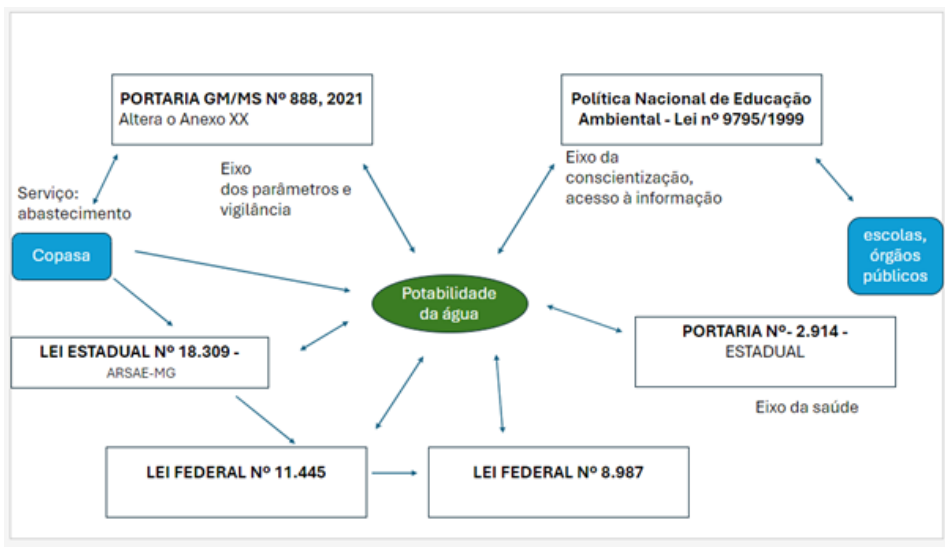 PORTARIA GM/MS Nº 888, 2021
Altera o Anexo XX
Política Nacional de Educação
Ambiental - Lei nº 9795/1999
Eixo
dos parâmetros e
vigilância
Eixo da
conscientização,
acesso à informação
Serviço:
abastecimento
Copasa
escolas,
órgãos
públicos
Potabilidade
da água
LEI ESTADUAL Nº 18.309 -
ARSAE-MG
PORTARIA Nº- 2.914 -
ESTADUAL
Eixo da saúde
LEI FEDERAL Nº 11.445
LEI FEDERAL Nº 8.987